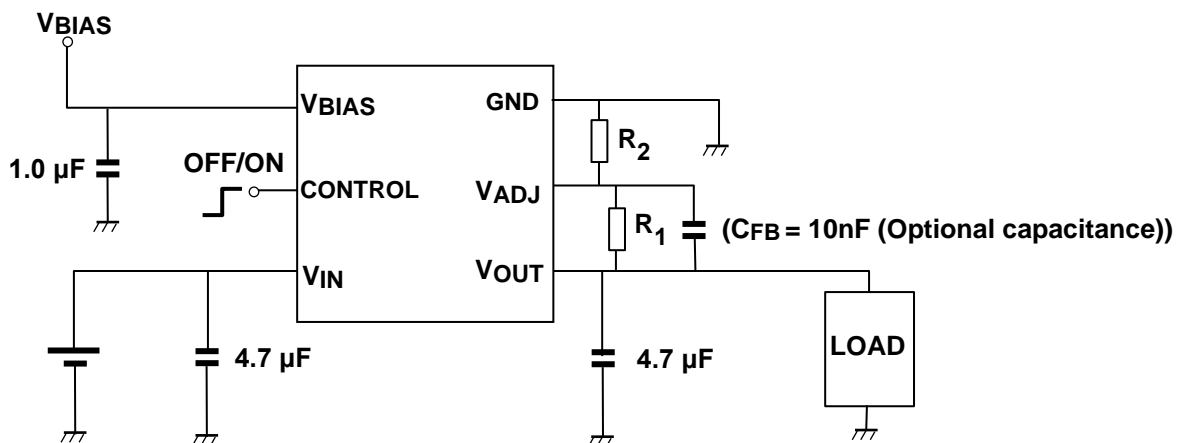 VBIAS
VBIAS
GND
R2
1.0 µF
OFF/ON
CONTROL
VADJ
R1
(CFB = 10nF (Optional capacitance))
VIN
VOUT
4.7 µF
4.7 µF
LOAD